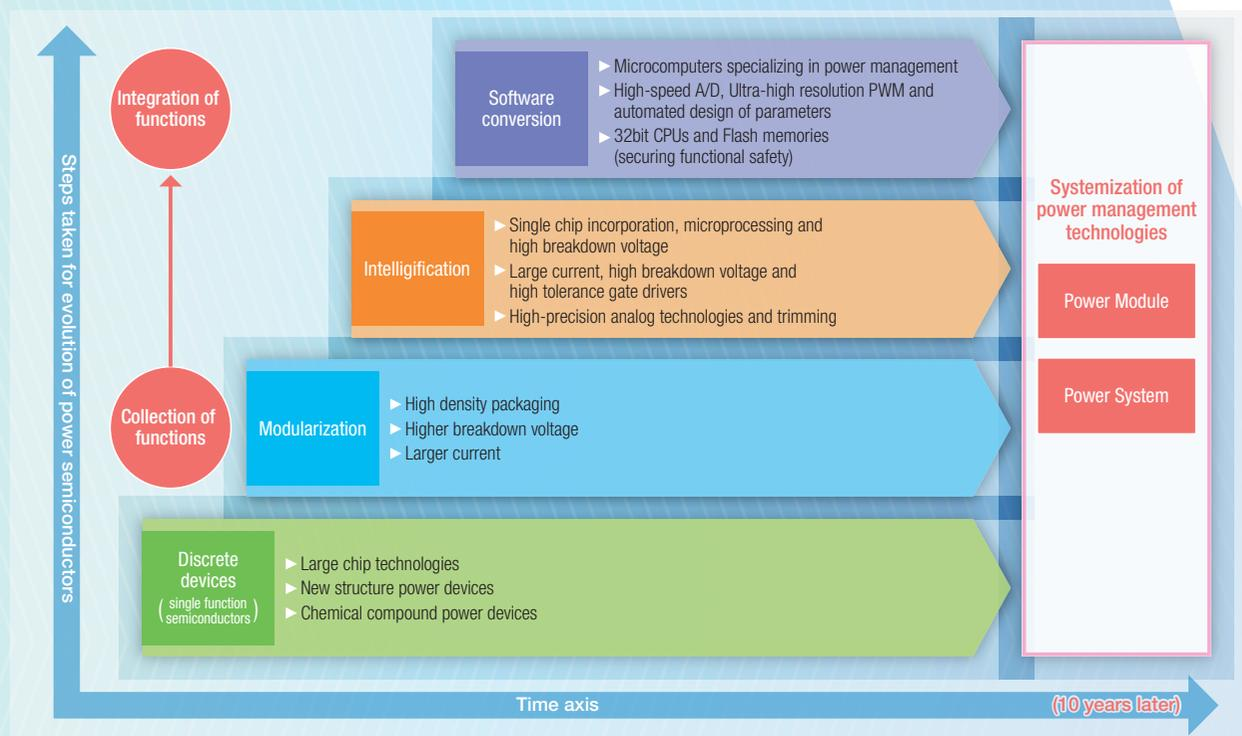 Steps taken for evolution of power semiconductors
Integration of
functions
Collection of
functions
Software
conversion
Microcomputers specializing in power management
High-speed A/D, Ultra-high resolution PWM and
automated design of parameters
32bit CPUs and Flash memories
(securing functional safety)
Intelligification
Single chip incorporation, microprocessing and
high breakdown voltage
Large current, high breakdown voltage and
high tolerance gate drivers
High-precision analog technologies and trimming
Modularization
High density packaging
Higher breakdown voltage
Larger current
Discrete
devices
(single function
semiconductors)
Large chip technologies
New structure power devices
Chemical compound power devices
Systemization of
power management
technologies
Power Module
Power System
Time axis
(10 years later)